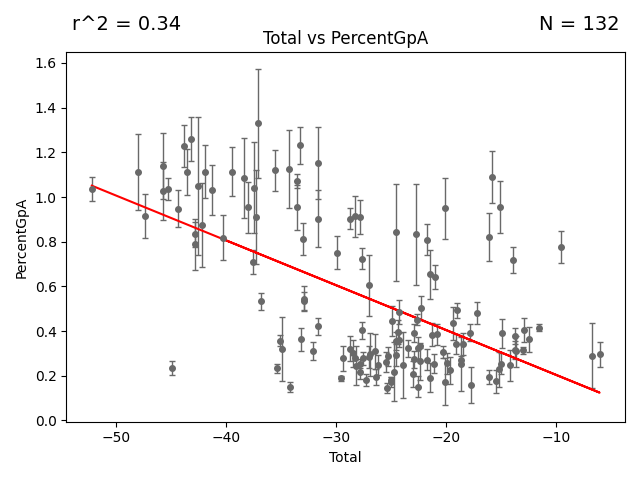 r^2 = 0.34
N = 132
Total vs PercentGpA
PercentGpA
1.6
1.4
1.2
1.0
0.8
0.6
0.4
0.2
0.0
−50
−40
−30
−20
−10
Total